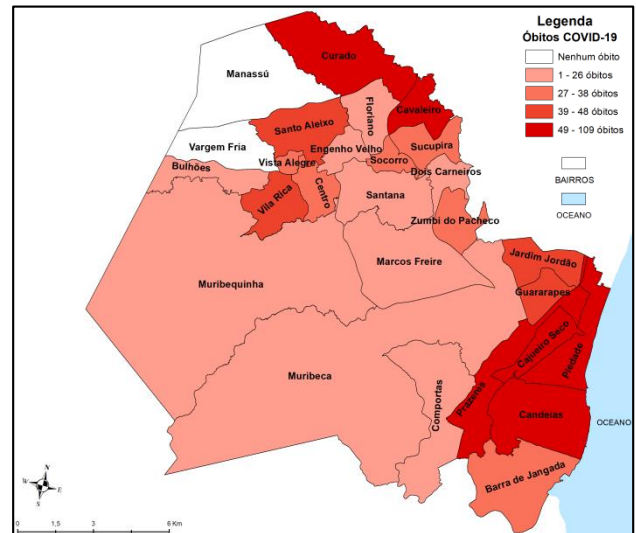 Legenda
Óbitos COVID-19
Nenhum óbito
1 - 26 óbitos
27 - 38 óbitos
39 - 48 óbitos
49 - 109 óbitos
BAIRROS
OCEANO
Curado
Manassú
Floriano
Cavaleiro
Santo Aleixo
Vargem Fria
Engenho Velho
Sucupira
Vista Alegre
Socorro
Bulhões
Dois Carneiros
Vila Rica
Centro
Santana
Zumbi do Pacheco
Marcos Freire
Jardim Jordão
Muribequinha
Guararapes
Cajueiro Seco
Piedade
Muribeca
Comportas
Prazeres
Candeias
OCEANO
Barra de Jangada
N
W
E
S
0 1,5 3 6 Km